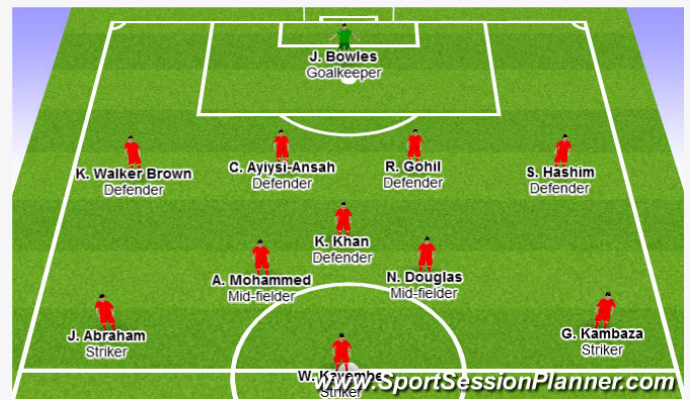 J. Bowles
Goalkeeper
K. Walker Brown
Defender
C. Ayiysi-Ansah
Defender
R. Gohil
Defender
S. Hashim
Defender
K. Khan
Defender
A. Mohammed
Mid-fielder
N. Douglas
Mid-fielder
J. Abraham
Striker
G. Kambaza
Striker
W.
Striker
www.SportSessionPlanner.com